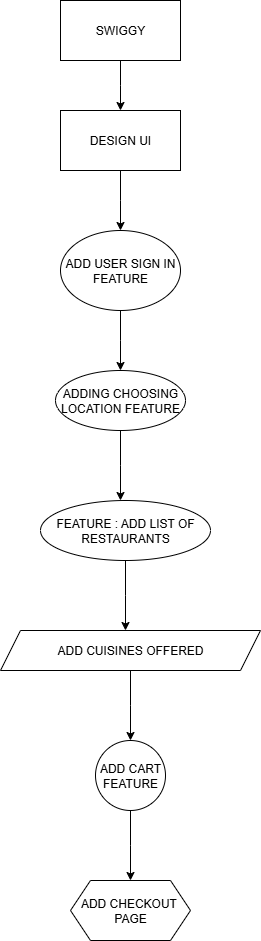 SWIGGY
DESIGN UI
ADD USER SIGN IN
FEATURE
ADDING CHOOSING
LOCATION FEATURE
FEATURE : ADD LIST OF
RESTAURANTS
ADD CUISINES OFFERED
ADD CART
FEATURE
ADD CHECKOUT
PAGE